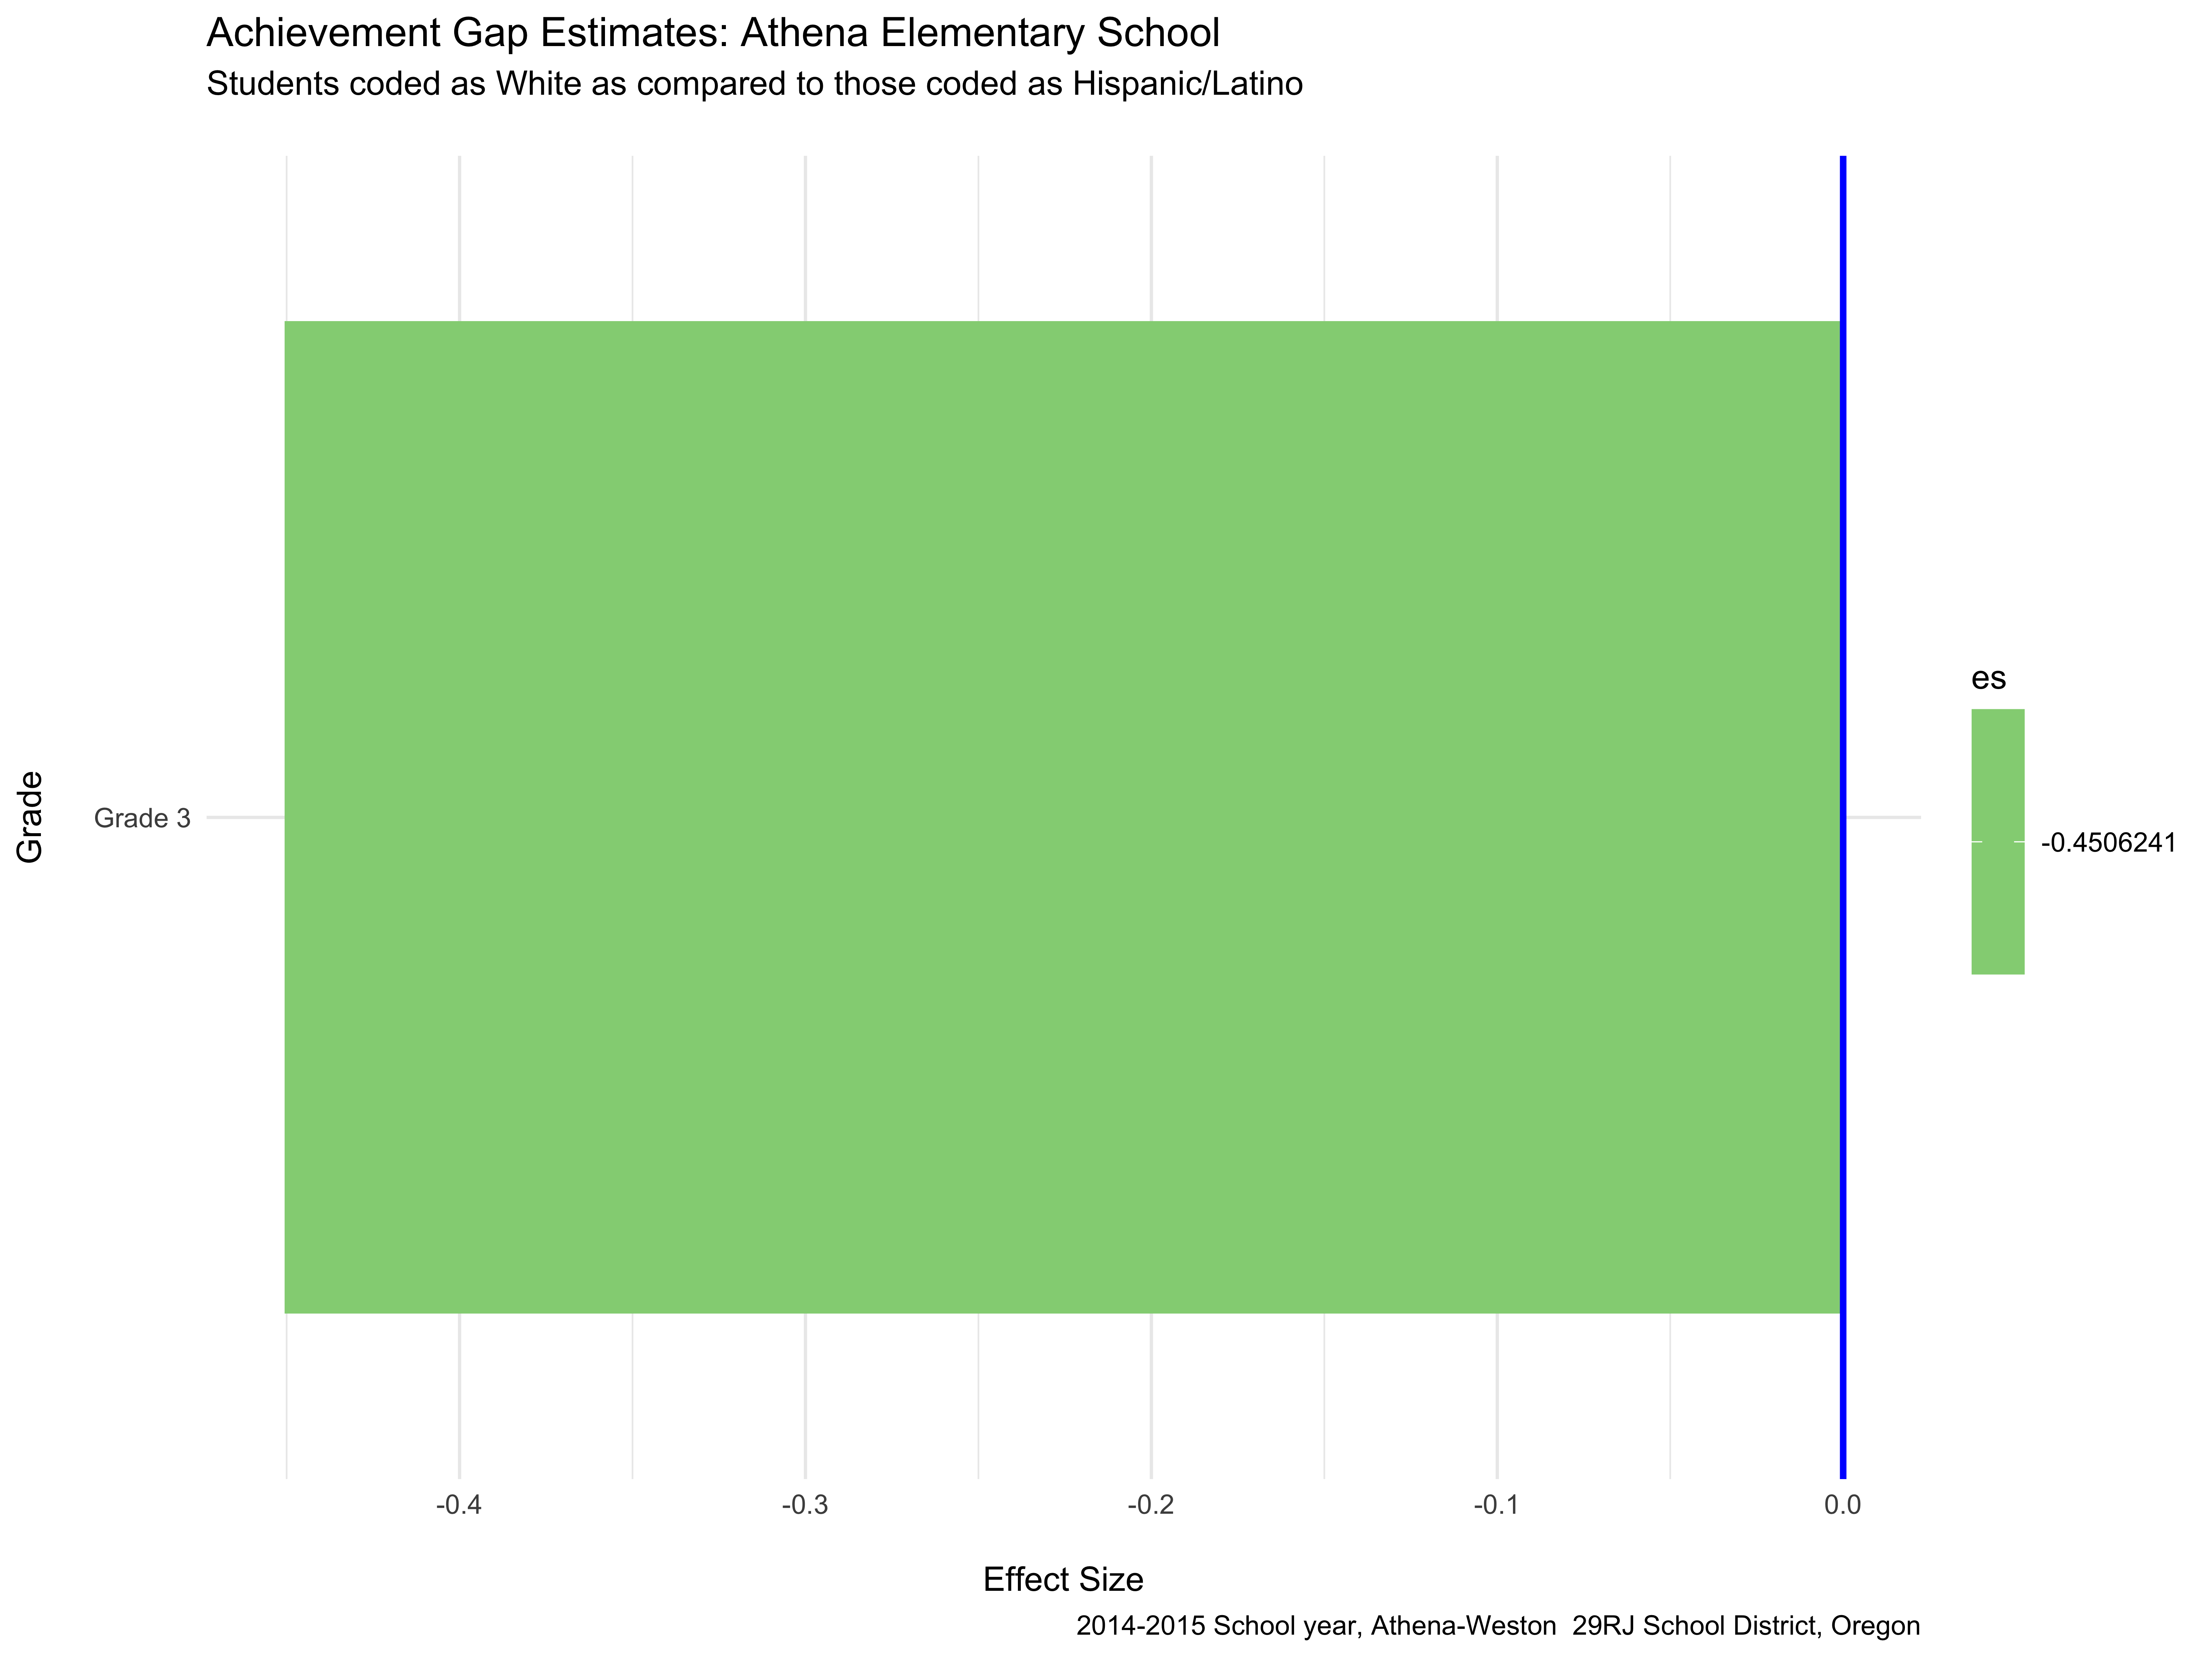 Achievement Gap Estimates: Athena Elementary School
Students coded as White as compared to those coded as Hispanic/Latino
Grade
Grade 3
es
-0.4506241
-0.4
-0.3
-0.2
-0.1
0.0
Effect Size
2014-2015 School year, Athena-Weston  29RJ School District, Oregon